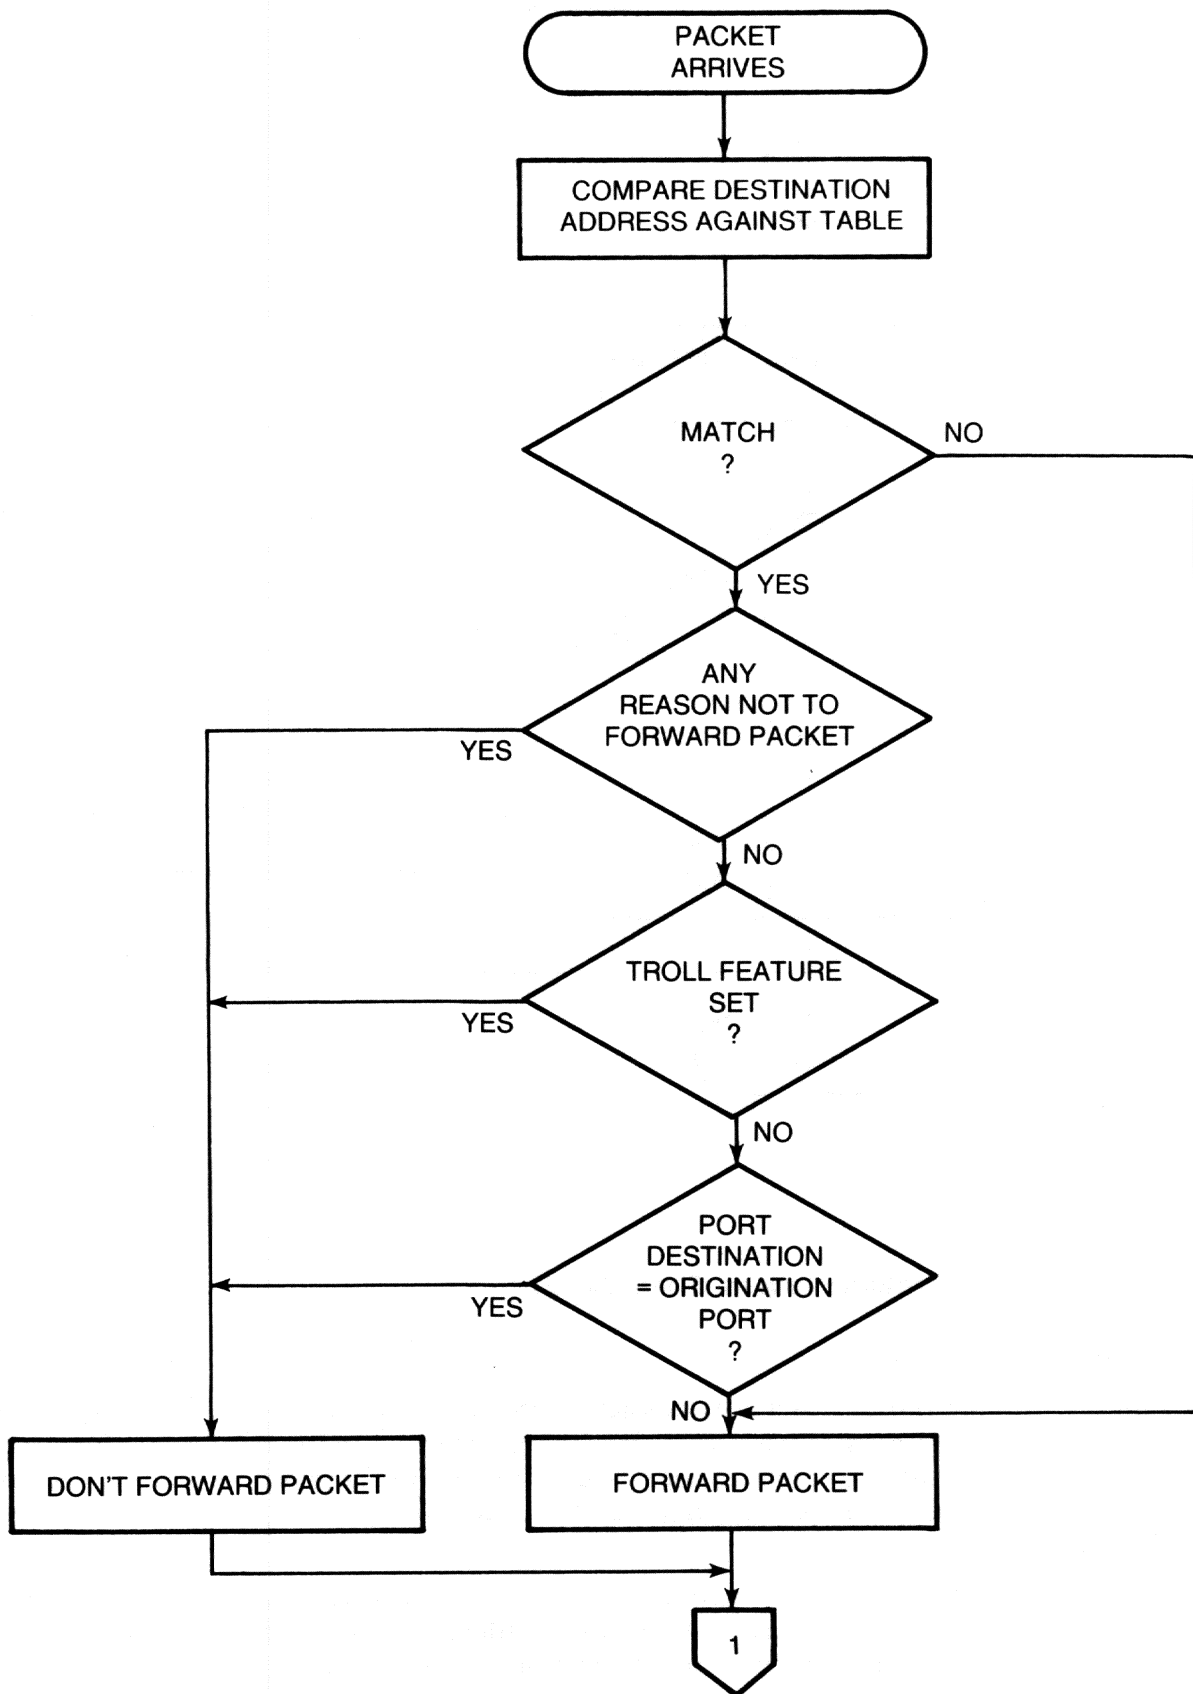 PACKET
ARRIVES
COMPARE DESTINATION
ADDRESS AGAINST TABLE
MATCH
?
NO
YES
ANY
REASON NOT TO
FORWARD PACKET
YES
NO
TROLL FEATURE
SET
?
YES
NO
PORT
DESTINATION
= ORIGINATION
PORT
?
YES
NO
DON'T FORWARD PACKET
FORWARD PACKET
1